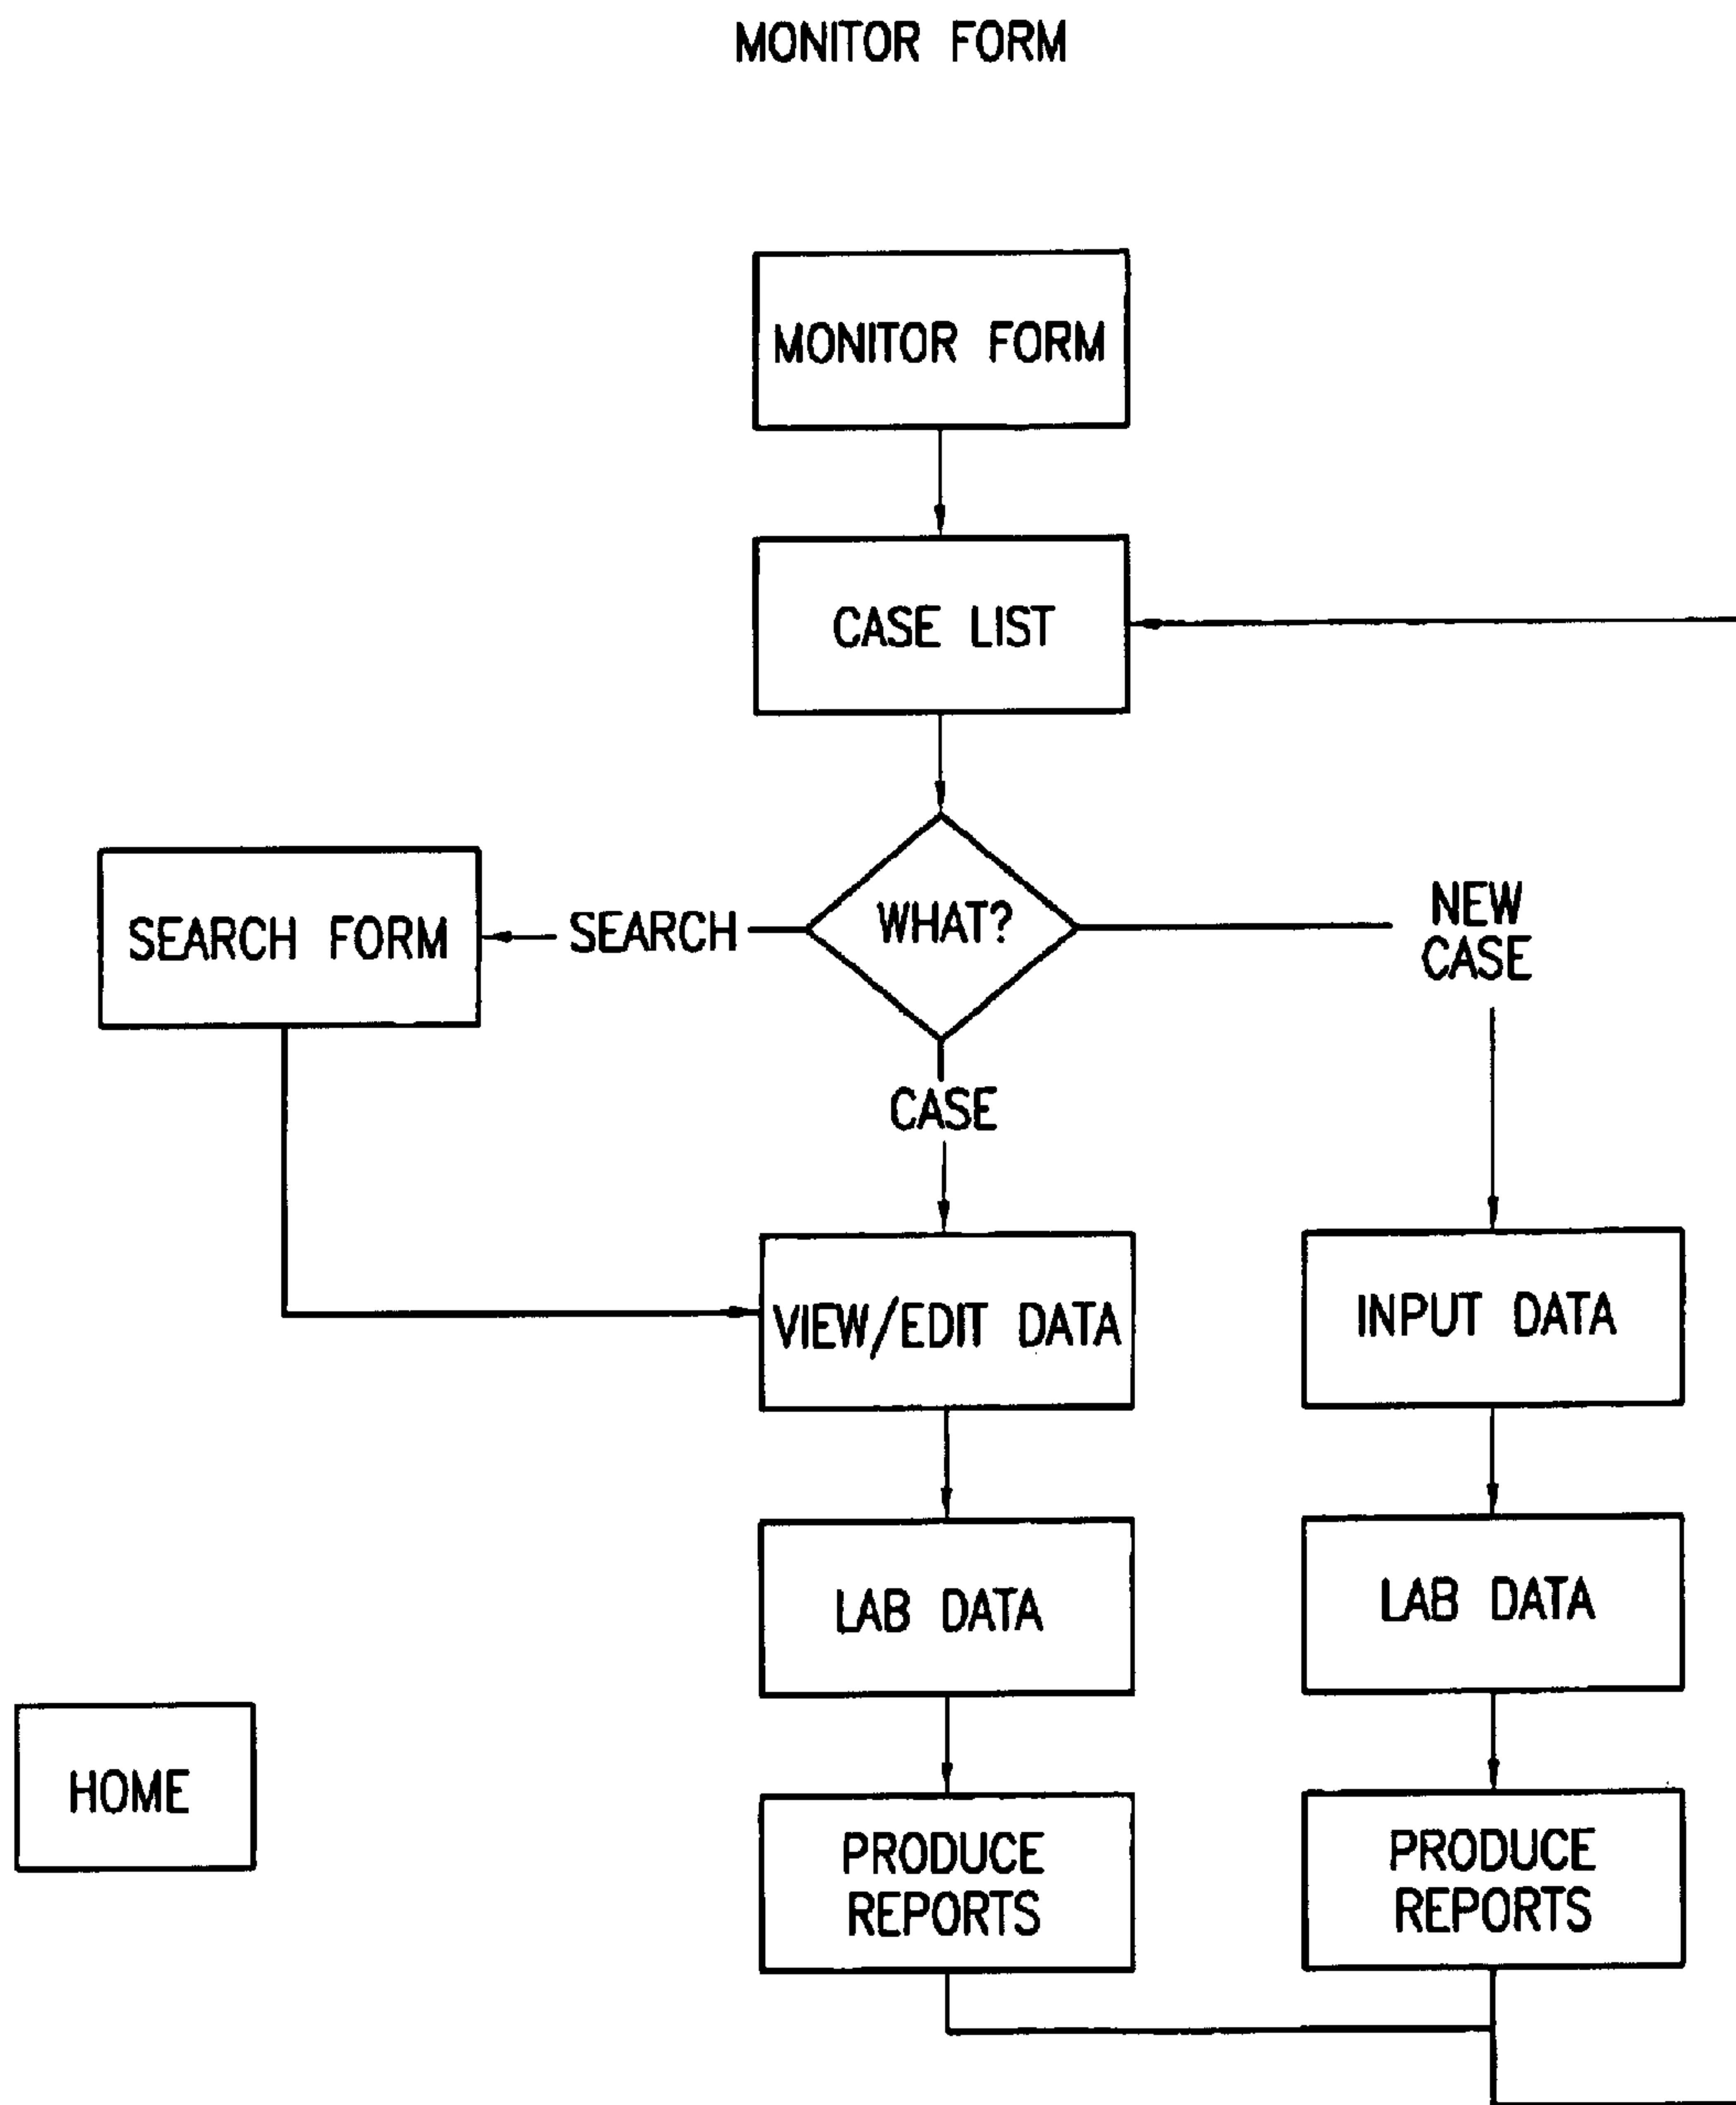 MONITOR FORM
MONITOR FORM
CASE LIST
WHAT?
SEARCH
SEARCH FORM
NEW
CASE
CASE
VIEW/EDIT DATA
INPUT DATA
LAB DATA
LAB DATA
HOME
PRODUCE
REPORTS
PRODUCE
REPORTS